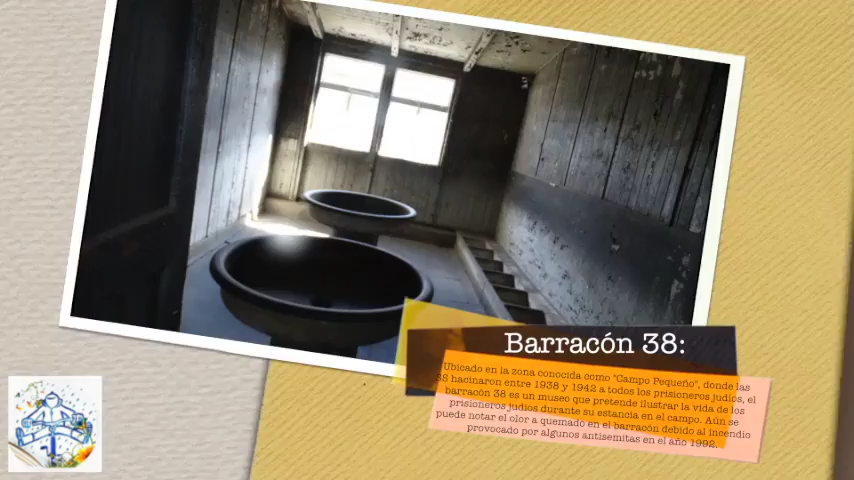 Barracón 38:
Ubicado en la zona conocida como "Campo Pequeño", donde las
SS hacinaron entre 1938 y 1942 a todos los prisioneros judíos, el
barracón 38 es un museo que pretende ilustrar la vida de los
prisioneros judíos durante su estancia en el campo. Aún se
puede notar el olor a quemado en el barracón debido al incendio
provocado por algunos antisemitas en el año 1992.